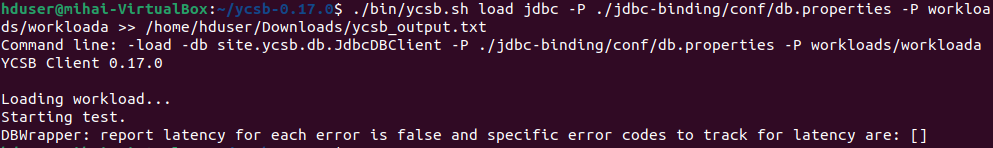 hduser@mihai-VirtualBox:~/ycsb-0.17.0$ ./bin/ycsb.sh load jdbc -P ./jdbc-binding/conf/db.properties -P workloa
ds/workloada >> /home/hduser/Downloads/ycsb_output.txt
Command line: -load -db site.ycsb.db.JdbcDBClient -P ./jdbc-binding/conf/db.properties -P workloads/workloada
YCSB Client 0.17.0
Loading workload...
Starting test.
DBWrapper: report latency for each error is false and specific error codes to track for latency are: []